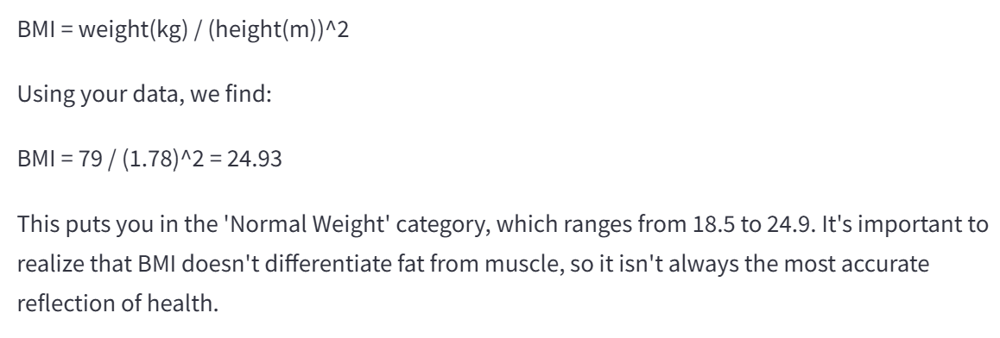 BMI = weight(kg) / (height(m))^2
Using your data, we find:
BMI = 79 / (1.78)^2 = 24.93
This puts you in the 'Normal Weight' category, which ranges from 18.5 to 24.9. It's important to
realize that BMI doesn't differentiate fat from muscle, so it isn't always the most accurate
reflection of health.